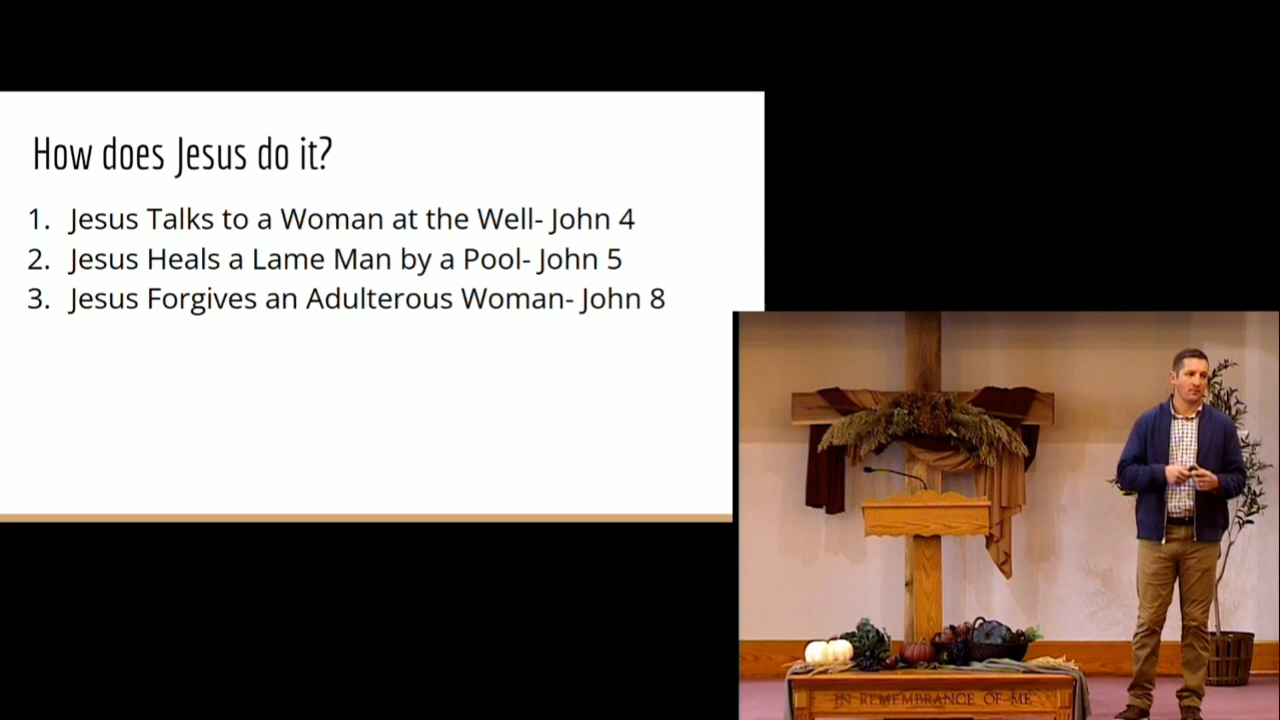 How does Jesus do it?
1. Jesus Talks to a Woman at the Well- John 4
2. Jesus Heals a Lame Man by a Pool- John 5
3. Jesus Forgives an Adulterous Woman- John 8
IN REMEMBRANCE OF ME